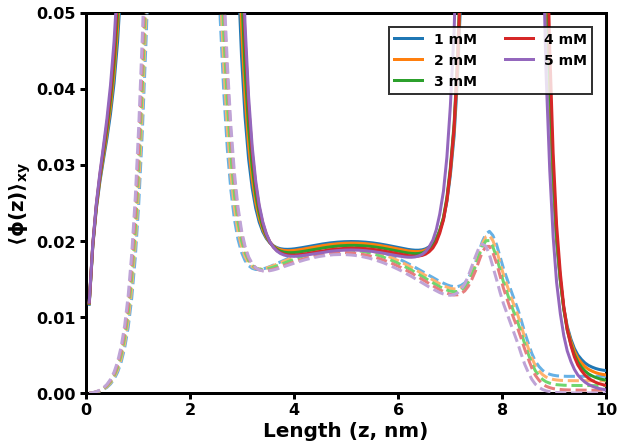 0.05
0.04
0.03
0.02
0.01
0.00
⟨ϕ(z)⟩xy
1 mM
2 mM
3 mM
4 mM
5 mM
0 2 4 6 8 10
Length (z, nm)